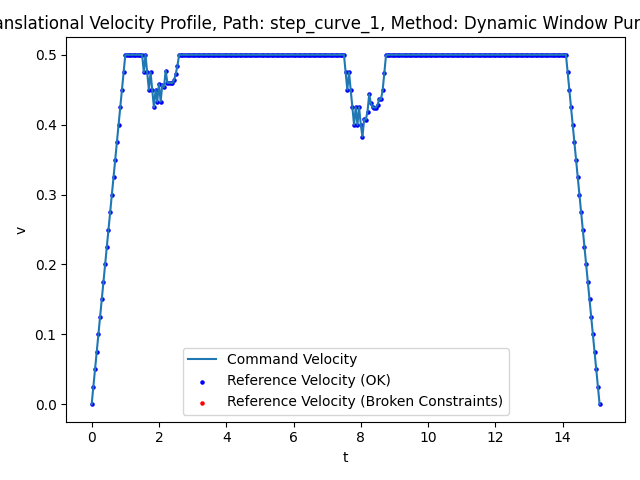 nslational Velocity Profile, Path: step_curve_1, Method: Dynamic Window Pur
0.5
0.4
0.3
0.2
0.1
0.0
v
Command Velocity
Reference Velocity (OK)
Reference Velocity (Broken Constraints)
0 2 4 6 8 10 12 14
t